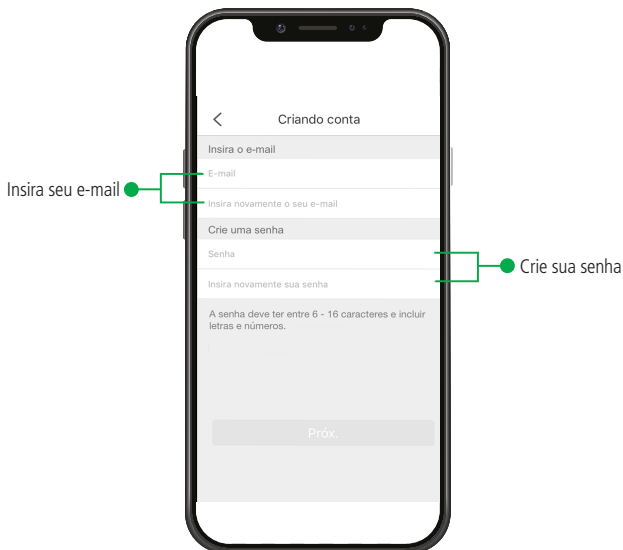 Criando conta
Insira o e-mail
E-mail
Insira seu e-mail
Insira novamente o seu e-mail
Crie uma senha
Senha
Crie sua senha
Insira novamente sua senha
A senha deve ter entre 6 - 16 caracteres e incluir
letras e números.
Próx.